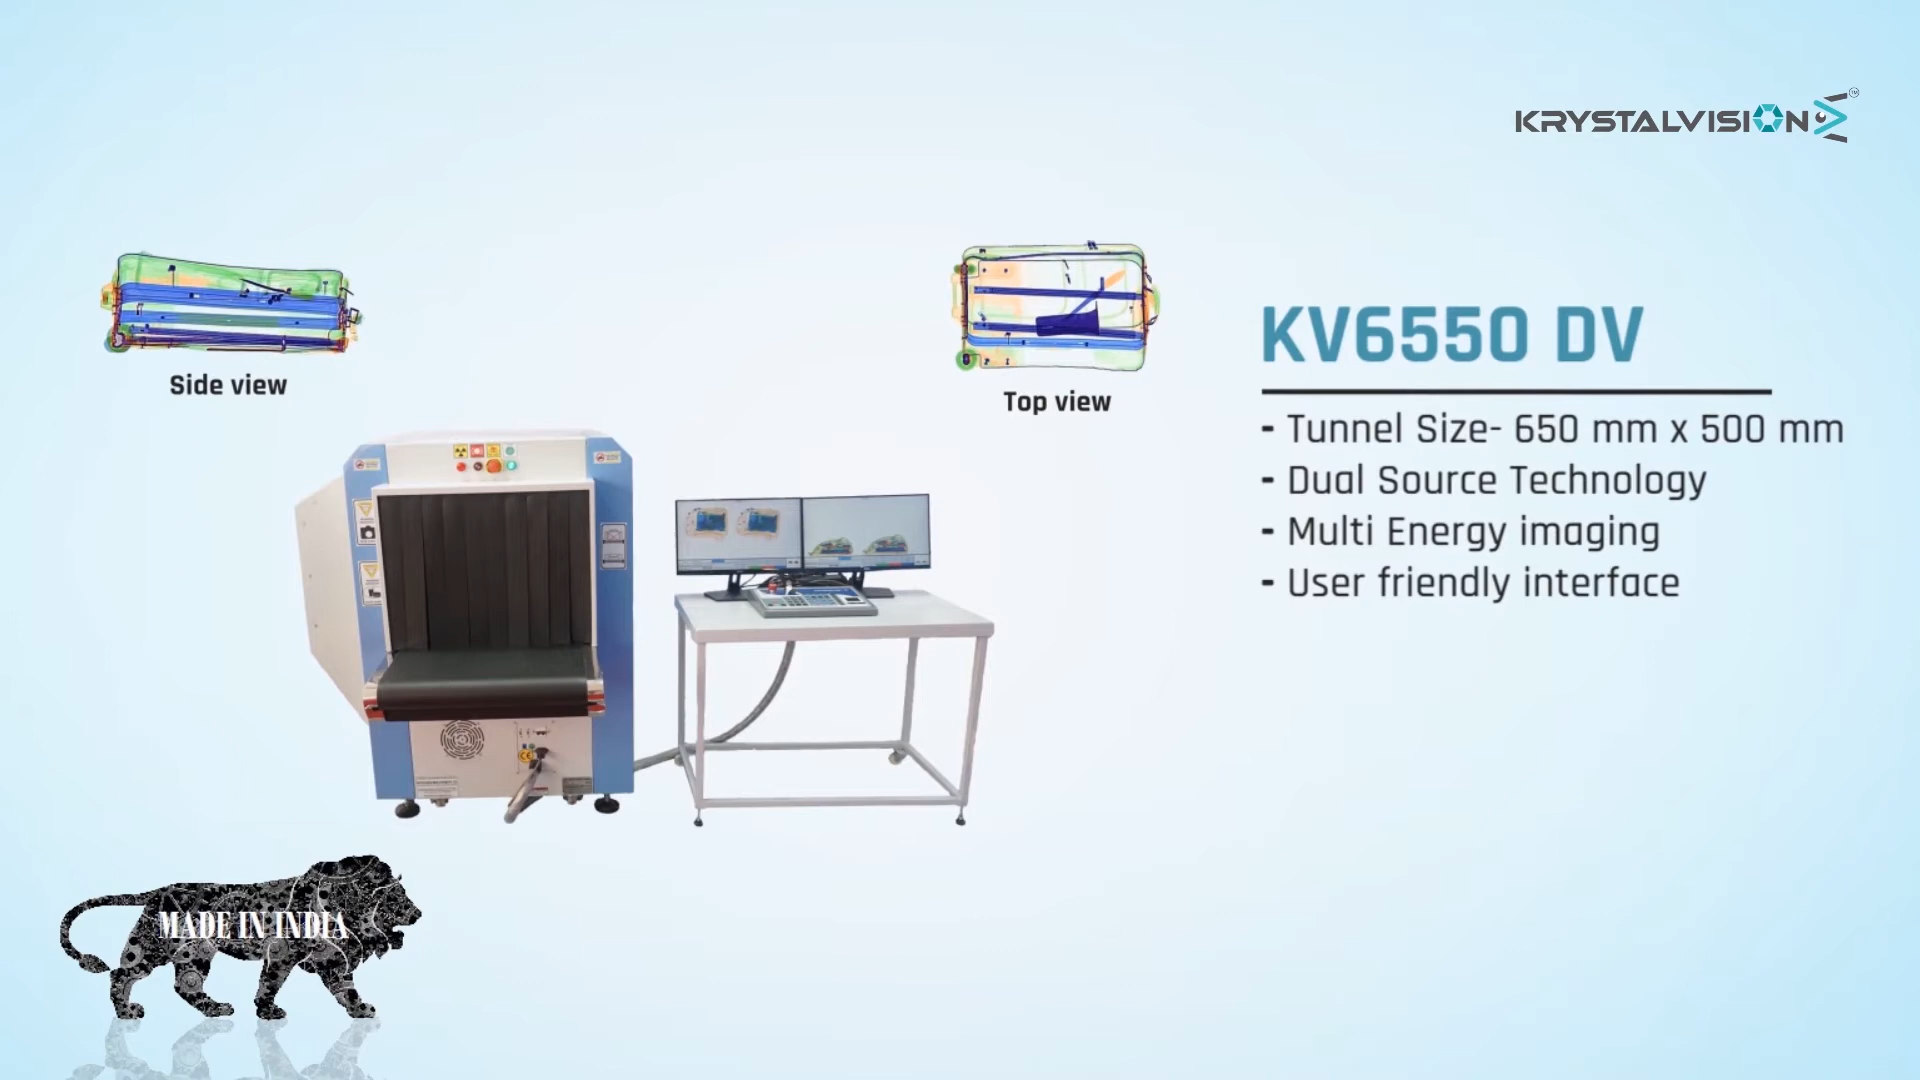 KRYSTALVISION
TM
Side view
Top view
KV6550 DV
- Tunnel Size- 650 mm x 500 mm
- Dual Source Technology
- Multi Energy imaging
- User friendly interface
MADE IN INDIA